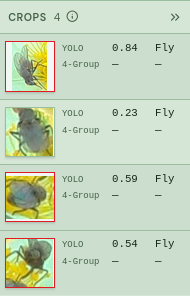 CROPS 4
YOLO 0.84 Fly
4-Group — —
YOLO 0.23 Fly
4-Group — —
YOLO 0.59 Fly
4-Group — —
YOLO 0.54 Fly
4-Group — —